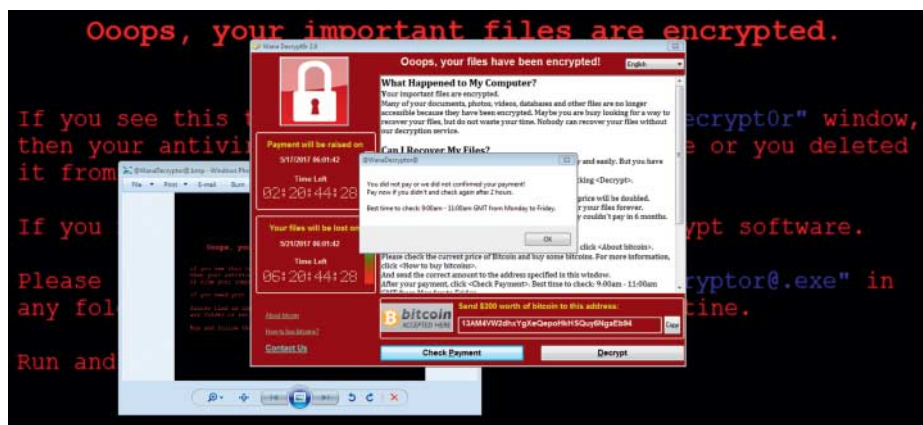 Ooops, your important files are encrypted.
If you see this
ecrypt0r" window,
then your antivi
e or you deleted
it from
If you
ypt software.
Please
ryptor@.exe" in
any fol
tine.
Run and
Wana Decrypt0r 2.0
Ooops, your files have been encrypted!
English
Payment will be raised on
5/17/2017 06:01:42
Time Left
02:20:44:28
Your files will be lost on
5/21/2017 06:01:42
Time Left
06:20:44:28
About bitcoin
How to buy bitcoins?
Contact Us
What Happened to My Computer?
Your important files are encrypted.
Many of your documents, photos, videos, databases and other files are no longer
accessible because they have been encrypted. Maybe you are busy looking for a way to
recover your files, but do not waste your time. Nobody can recover your files without
our decryption service.
Can I Recover My Files?
y and easily. But you have
king <Decrypt>.
price will be doubled.
r your files forever.
y couldn't pay in 6 months.
click <About bitcoin>.
Please check the current price of Bitcoin and buy some bitcoins. For more information,
click <How to buy bitcoins>.
And send the correct amount to the address specified in this window.
After your payment, click <Check Payment>. Best time to check: 9:00am - 11:00am
GMT from Monday to Friday.
@WanaDecryptor@
You did not pay or we did not confirmed your payment!
Pay now if you didn't and check again after 2 hours.
Best time to check: 9:00am - 11:00am GMT from Monday to Friday.
OK
bitcoin
ACCEPTED HERE
Send $300 worth of bitcoin to this address:
13AM4VW2dhxYgXeQepoHkHSQuy6NgaEb94
Copy
Check Payment
Decrypt
@WanaDecryptor@.bmp - Windows Pho
File Print E-mail Burn
Ooops, you